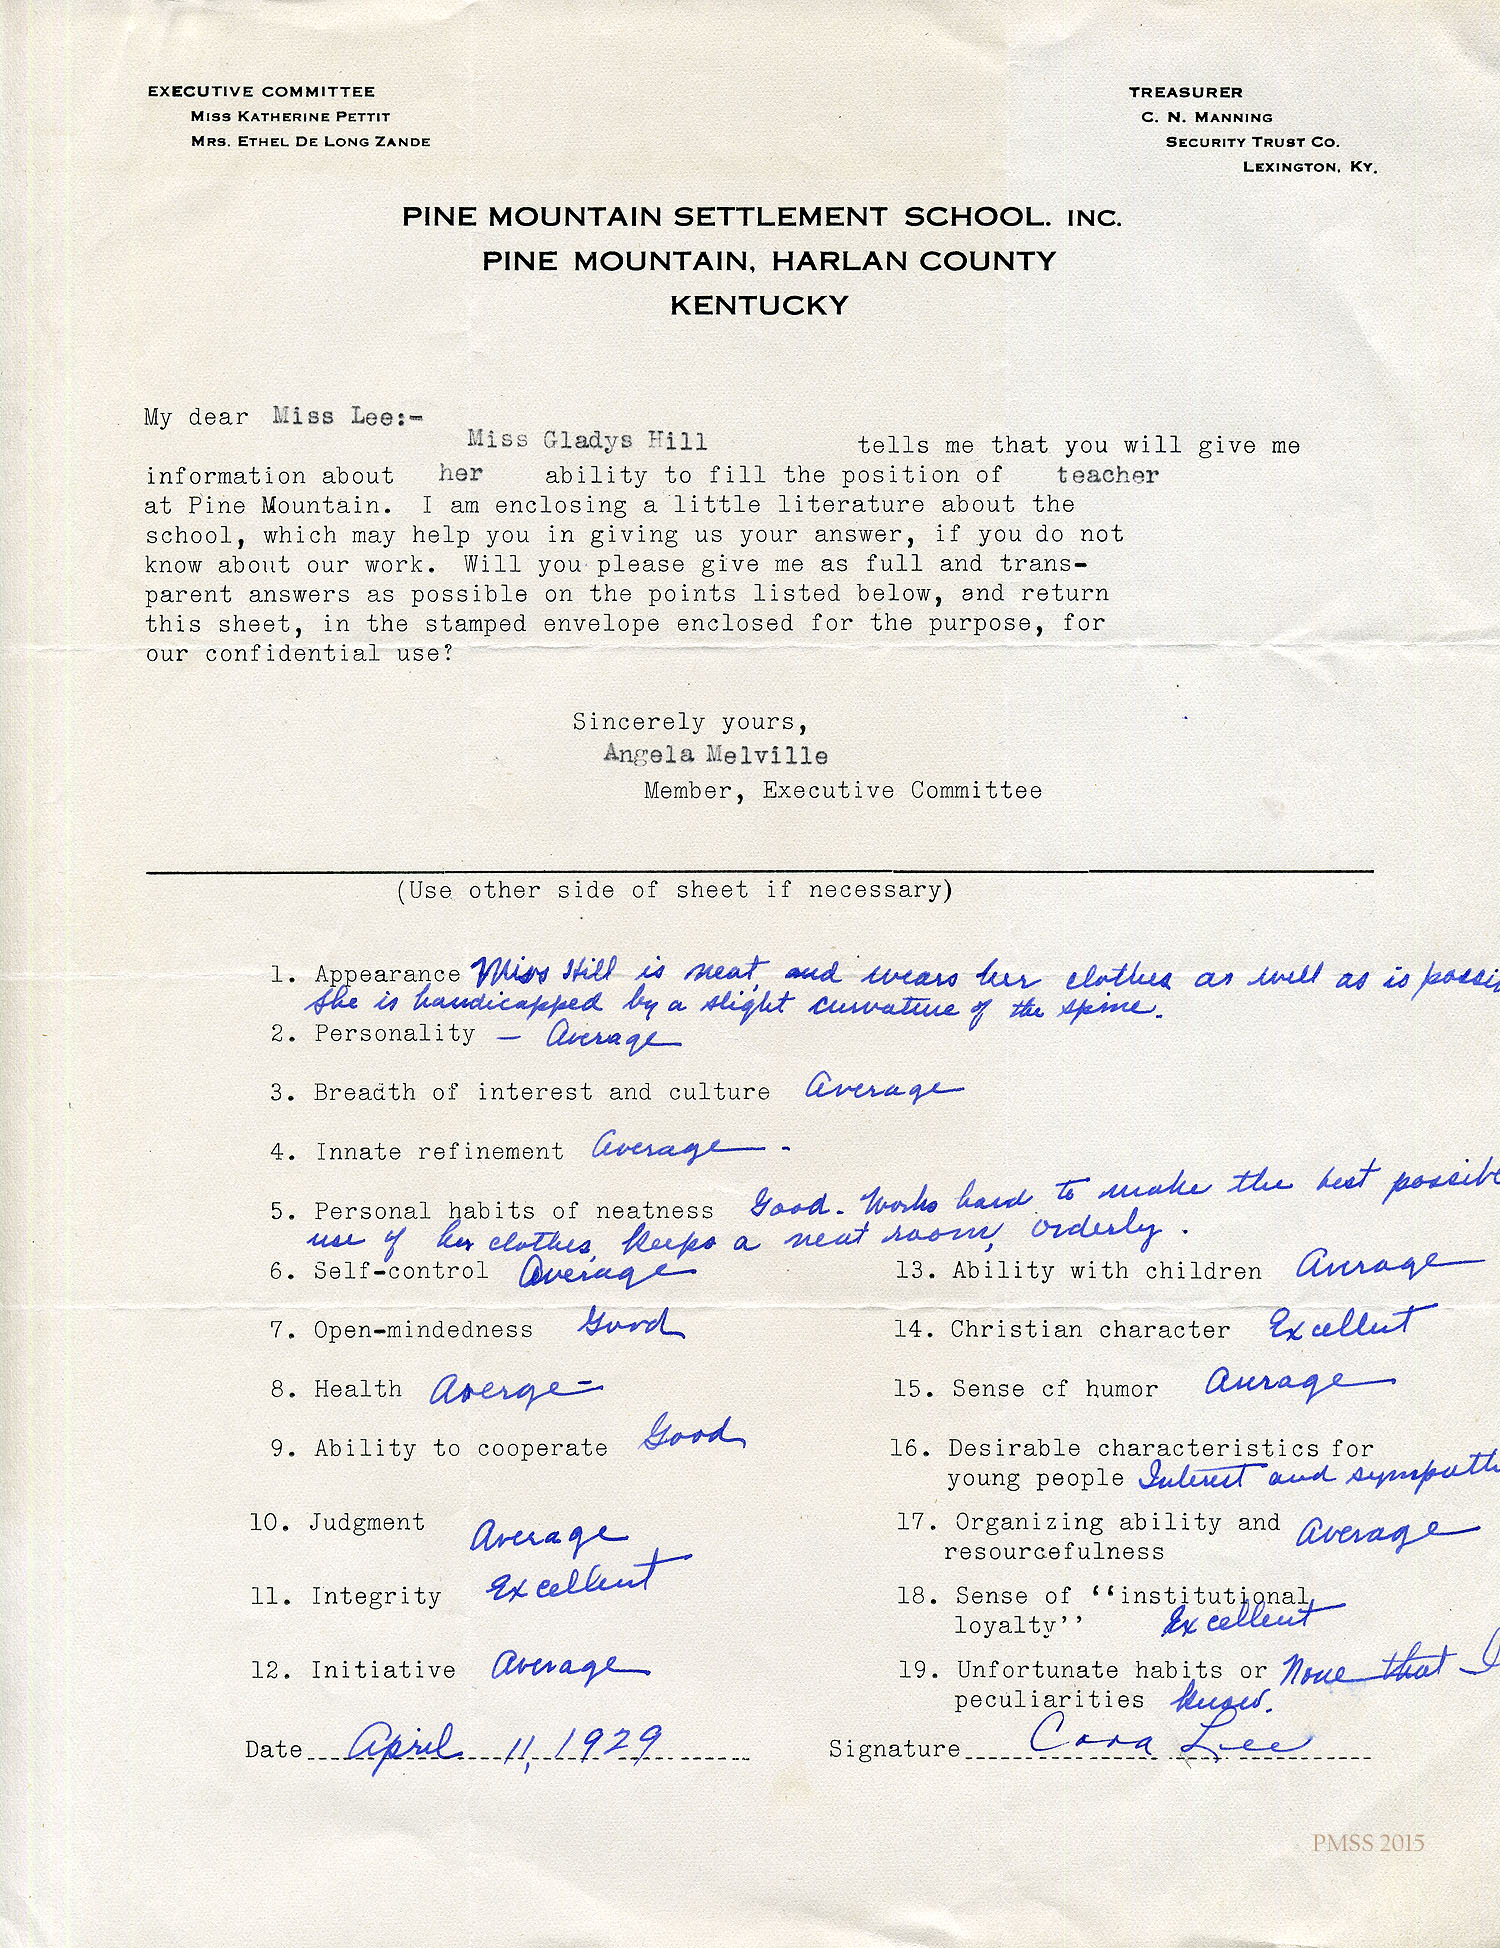 EXECUTIVE COMMITTEE
MISS KATHERINE PETTIT
MRS. ETHEL DE LONG ZANDE
TREASURER
C. N. MANNING
SECURITY TRUST CO.
LEXINGTON, KY.
PINE MOUNTAIN SETTLEMENT SCHOOL. INC.
PINE MOUNTAIN, HARLAN COUNTY
KENTUCKY
My dear Miss Lee:-
Miss Gladys Hill tells me that you will give me
information about her ability to fill the position of teacher
at Pine Mountain. I am enclosing a little literature about the
school, which may help you in giving us your answer, if you do not
know about our work. Will you please give me as full and trans-
parent answers as possible on the points listed below, and return
this sheet, in the stamped envelope enclosed for the purpose, for
our confidential use?
Sincerely yours,
Angela Melville
Member, Executive Committee
(Use other side of sheet if necessary)
1. Appearance Miss Hill is neat, and wears her clothes as well as is possi
She is handicapped by a slight curvature of the spine.
2. Personality — Average
3. Breadth of interest and culture Average
4. Innate refinement Average -
5. Personal habits of neatness Good. Works hard to make the best possible
use of her clothes, keeps a neat room, orderly.
6. Self-control Average
7. Open-mindedness Good
8. Health Averge -
9. Ability to cooperate Good
10. Judgment Average
11. Integrity Excellent
12. Initiative Average
13. Ability with children Average
14. Christian character Excellent
15. Sense of humor Average
16. Desirable characteristics for
young people Interest and sympath
17. Organizing ability and Average
resourcefulness
18. Sense of "institutional
loyalty" Excellent
19. Unfortunate habits or None that I
peculiarities know.
Date April 11, 1929
Signature Cora Lee
PMSS 2015